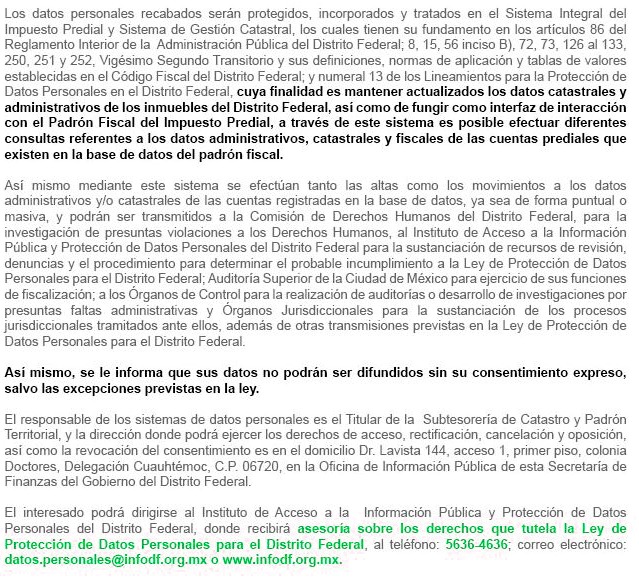 Los datos personales recabados serán protegidos, incorporados y tratados en el Sistema Integral del
Impuesto Predial y Sistema de Gestión Catastral, los cuales tienen su fundamento en los artículos 86 del
Reglamento Interior de la Administración Pública del Distrito Federal; 8, 15, 56 inciso B), 72, 73, 126 al 133,
250, 251 y 252, Vigésimo Segundo Transitorio y sus definiciones, normas de aplicación y tablas de valores
establecidas en el Código Fiscal del Distrito Federal; y numeral 13 de los Lineamientos para la Protección de
Datos Personales en el Distrito Federal, cuya finalidad es mantener actualizados los datos catastrales y
administrativos de los inmuebles del Distrito Federal, así como de fungir como interfaz de interacción
con el Padrón Fiscal del Impuesto Predial, a través de este sistema es posible efectuar diferentes
consultas referentes a los datos administrativos, catastrales y fiscales de las cuentas prediales que
existen en la base de datos del padrón fiscal.
Así mismo mediante este sistema se efectúan tanto las altas como los movimientos a los datos
administrativos y/o catastrales de las cuentas registradas en la base de datos, ya sea de forma puntual o
masiva, y podrán ser transmitidos a la Comisión de Derechos Humanos del Distrito Federal, para la
investigación de presuntas violaciones a los Derechos Humanos, al Instituto de Acceso a la Información
Pública y Protección de Datos Personales del Distrito Federal para la sustanciación de recursos de revisión,
denuncias y el procedimiento para determinar el probable incumplimiento a la Ley de Protección de Datos
Personales para el Distrito Federal; Auditoría Superior de la Ciudad de México para ejercicio de sus funciones
de fiscalización; a los Órganos de Control para la realización de auditorías o desarrollo de investigaciones por
presuntas faltas administrativas y Órganos Jurisdiccionales para la sustanciación de los procesos
jurisdiccionales tramitados ante ellos, además de otras transmisiones previstas en la Ley de Protección de
Datos Personales para el Distrito Federal.
Así mismo, se le informa que sus datos no podrán ser difundidos sin su consentimiento expreso,
salvo las excepciones previstas en la ley.
El responsable de los sistemas de datos personales es el Titular de la Subtesorería de Catastro y Padrón
Territorial, y la dirección donde podrá ejercer los derechos de acceso, rectificación, cancelación y oposición,
así como la revocación del consentimiento es en el domicilio Dr. Lavista 144, acceso 1, primer piso, colonia
Doctores, Delegación Cuauhtémoc, C.P. 06720, en la Oficina de Información Pública de esta Secretaría de
Finanzas del Gobierno del Distrito Federal.
El interesado podrá dirigirse al Instituto de Acceso a la Información Pública y Protección de Datos
Personales del Distrito Federal, donde recibirá asesoría sobre los derechos que tutela la Ley de
Protección de Datos Personales para el Distrito Federal, al teléfono: 5636-4636; correo electrónico:
datos.personales@infodf.org.mx o www.infodf.org.mx.